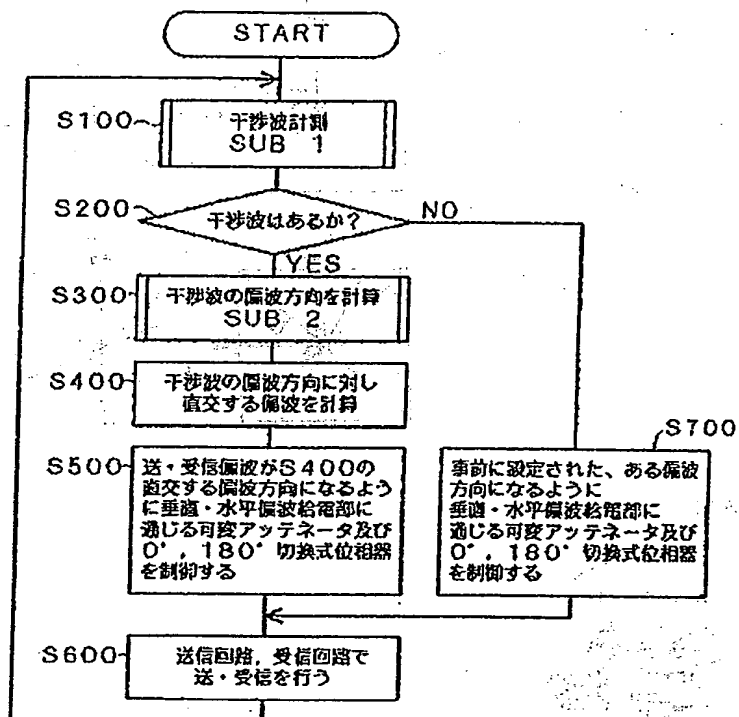 START
S100
干渉波計測
SUB 1
S200
干渉波はあるか?
NO
YES
S300
干渉波の偏波方向を計算
SUB 2
S400
干渉波の偏波方向に対し
直交する偏波を計算
S500
送・受信偏波がS400の
直交する偏波方向になるよう
に垂直・水平偏波給電部に
通じる可変アッテネータ及び
0°,180°切換式位相器
を制御する
S700
事前に設定された、ある偏波
方向になるように
垂直・水平偏波給電部に
通じる可変アッテネータ及び
0°,180°切換式位相器
を制御する
S600
送信回路,受信回路で
送・受信を行う